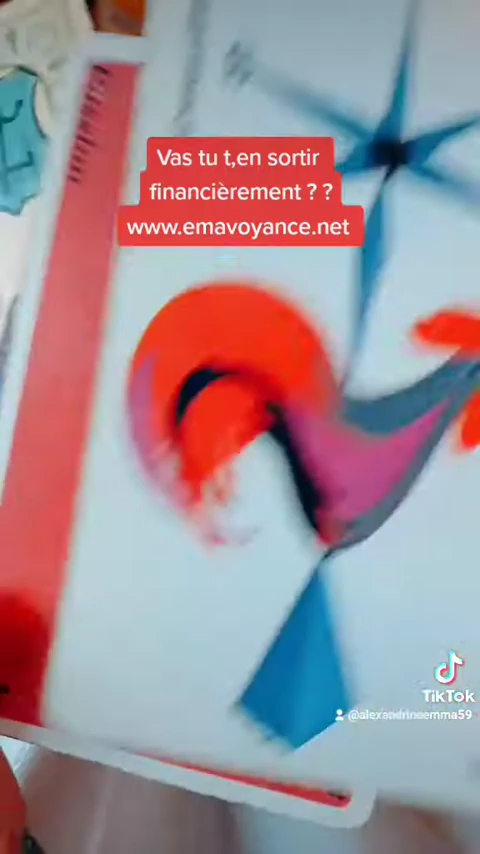 Vas tu t,en sortir
financièrement ? ?
www.emavoyance.net
TikTok
@alexandrineemma59